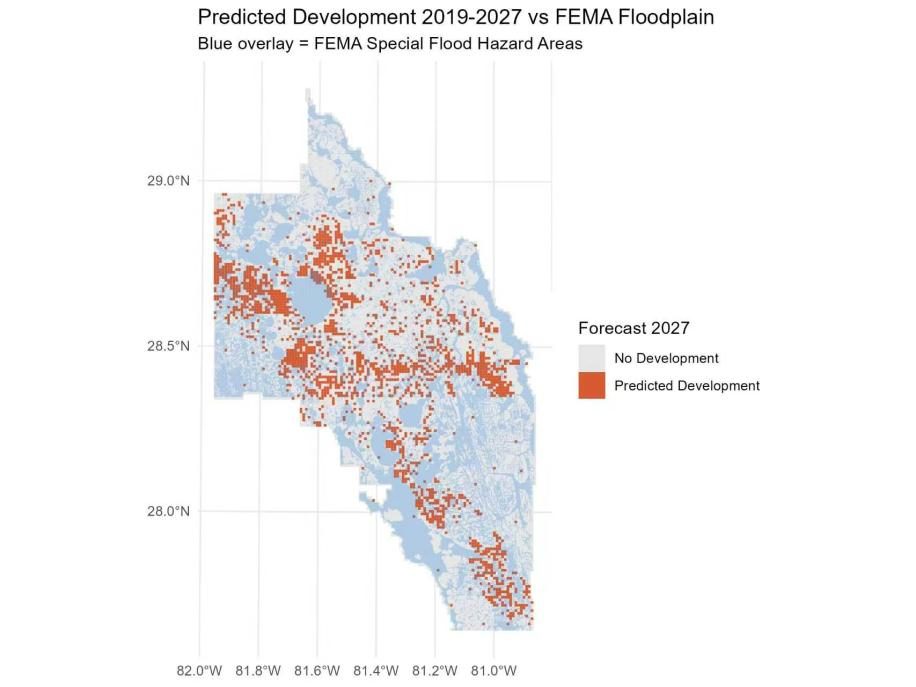 Predicted Development 2019-2027 vs FEMA Floodplain
Blue overlay = FEMA Special Flood Hazard Areas
29.0°N
28.5°N
28.0°N
82.0°W 81.8°W 81.6°W 81.4°W 81.2°W 81.0°W
Forecast 2027
No Development
Predicted Development